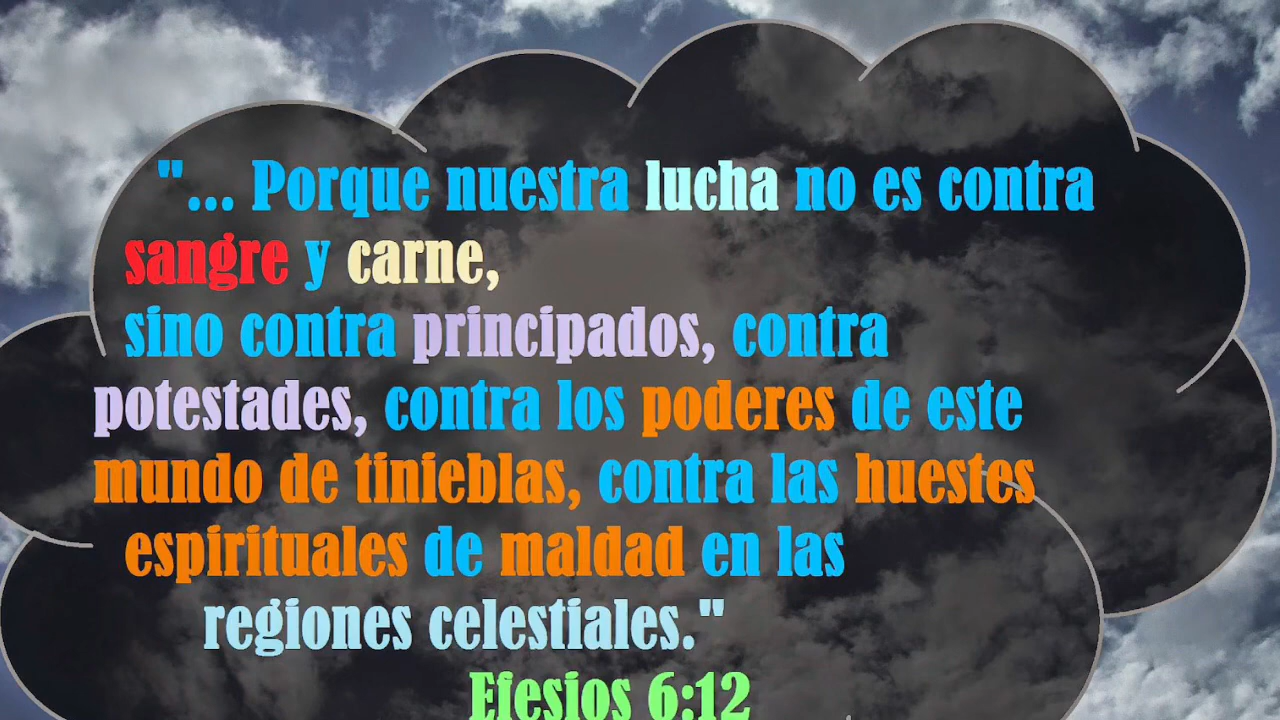 "... Porque nuestra lucha no es contra
sangre y carne,
sino contra principados, contra
potestades, contra los poderes de este
mundo de tinieblas, contra las huestes
espirituales de maldad en las
regiones celestiales."
Efesios 6:12